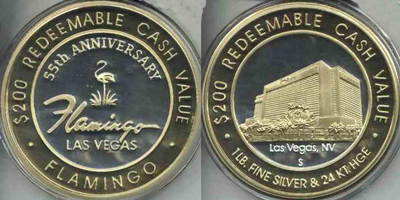 $200 REDEEMABLE CASH VALUE
55th ANNIVERSARY
Flamingo
LAS VEGAS
• FLAMINGO •
$200 REDEEMABLE CASH VALUE
Las Vegas, NV
S
• 1LB. FINE SILVER & 24 KT HGE •